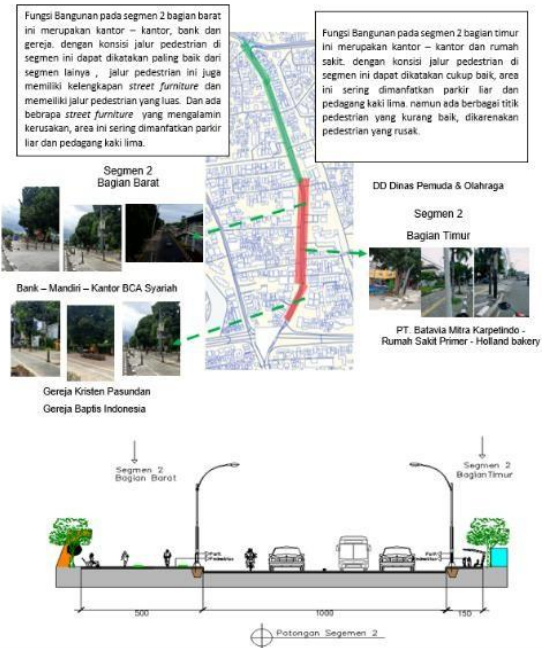 Fungsi Bangunan pada segmen 2 bagian barat
ini merupakan kantor – kantor, bank dan
gereja. dengan konsisi jalur pedestrian di
segmen ini dapat dikatakan paling baik dari
segmen lainya , jalur pedestrian ini juga
memiliki kelengkapan street furniture dan
memeiliki jalur pedestrian yang luas. Dan ada
bebrapa street furniture yang mengalamin
kerusakan, area ini sering dimanfatkan parkir
liar dan pedagang kaki lima.
Fungsi Bangunan pada segmen 2 bagian timur
ini merupakan kantor – kantor dan rumah
sakit. dengan konsisi jalur pedestrian di
segmen ini dapat dikatakan cukup baik, area
ini sering dimanfatkan parkir liar dan
pedagang kaki lima. namun ada berbagai titik
pedestrian yang kurang baik, dikarenakan
pedestrian yang rusak.
Segmen 2
Bagian Barat
DD Dinas Pemuda & Olahraga
Segmen 2
Bagian Timur
Bank – Mandiri – Kantor BCA Syariah
PT. Batavia Mitra Karpetindo -
Rumah Sakit Primer - Holland bakery
Gereja Kristen Pasundan
Gereja Baptis Indonesia
Segmen 2
Bagian Barat
Segmen 2
BagianTimur
500
1000
150
Potongan Segemen 2